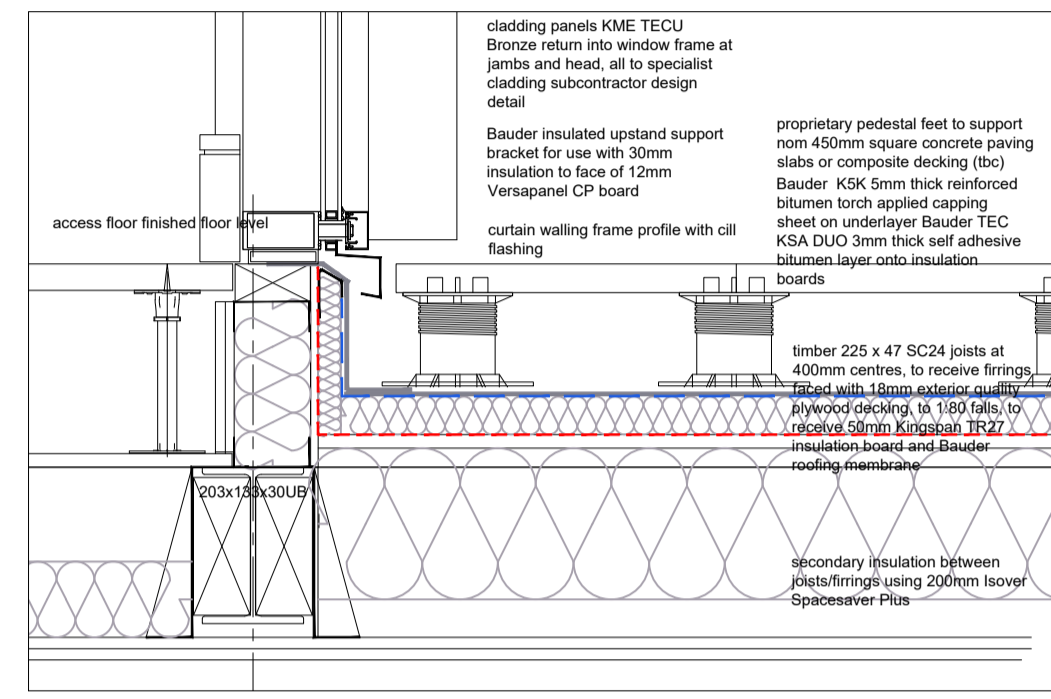 cladding panels KME TECU
Bronze return into window frame at
jambs and head, all to specialist
cladding subcontractor design
detail
Bauder insulated upstand support
bracket for use with 30mm
insulation to face of 12mm
Versapanel CP board
curtain walling frame profile with cill
flashing
proprietary pedestal feet to support
nom 450mm square concrete paving
slabs or composite decking (tbc)
Bauder K5K 5mm thick reinforced
bitumen torch applied capping
sheet on underlayer Bauder TEC
KSA DUO 3mm thick self adhesive
bitumen layer onto insulation
boards
access floor finished floor level
timber 225 x 47 SC24 joists at
400mm centres, to receive firrings
faced with 18mm exterior quality
plywood decking, to 1:80 falls, to
receive 50mm Kingspan TR27
insulation board and Bauder
roofing membrane
203x133x30UB
secondary insulation between
joists/firrings using 200mm Isover
Spacesaver Plus